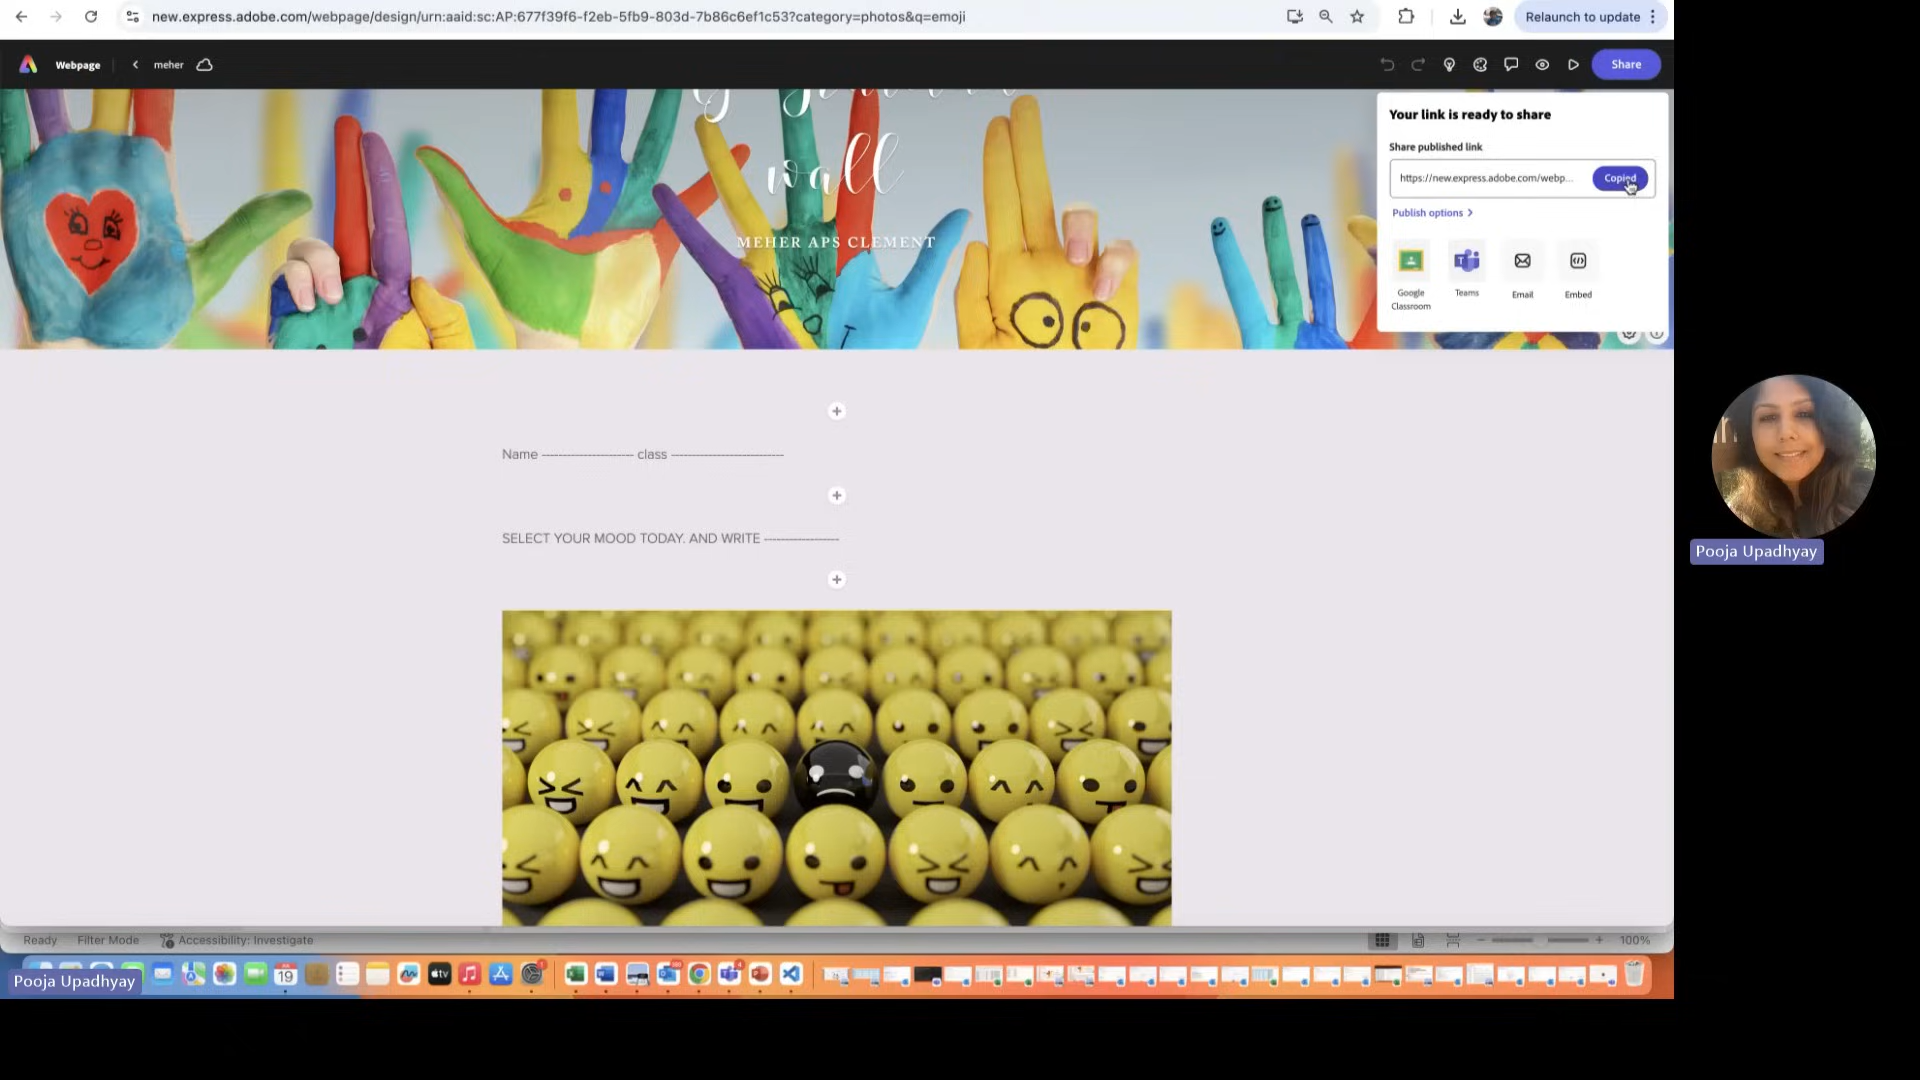 new.express.adobe.com/webpage/design/urn:aaid:sc:AP:677f39f6-f2eb-5fb9-803d-7b86c6ef1c53?category=photos&q=emoji
Relaunch to update
Webpage
meher
Share
wall
MEHER APS CLEMENT
Your link is ready to share
Share published link
https://new.express.adobe.com/webp...
Copied
Publish options
Google Classroom
Teams
Email
Embed
Name ---------------------- class ---------------------------
SELECT YOUR MOOD TODAY. AND WRITE ------------------
Pooja Upadhyay
Ready
Filter Mode
Accessibility: Investigate
100%
Pooja Upadhyay
19
tv